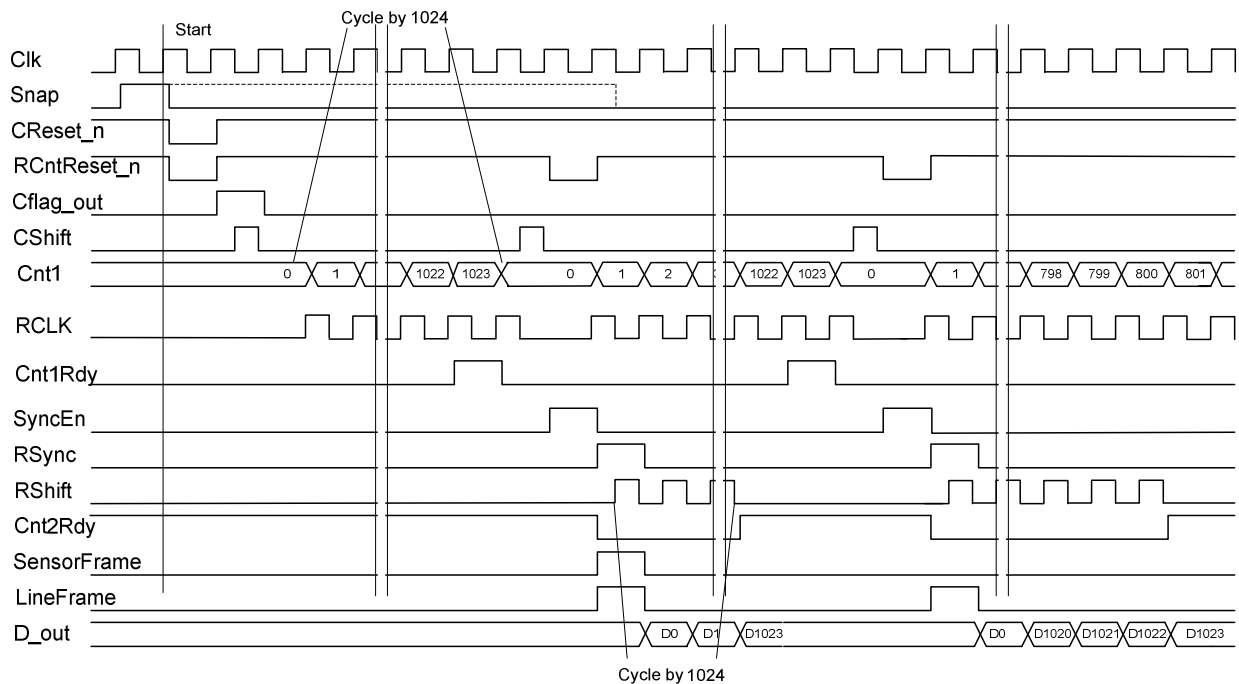 Cycle by 1024
Start
Clk
Snap
CReset_n
RCntReset_n
Cflag_out
CShift
Cnt1 0 1 1022 1023 0 1 2 1022 1023 0 1 798 799 800 801
RCLK
Cnt1Rdy
SyncEn
RSync
RShift
Cnt2Rdy
SensorFrame
LineFrame
D_out D0 D1 D1023 D0 D1020 D1021 D1022 D1023
Cycle by 1024